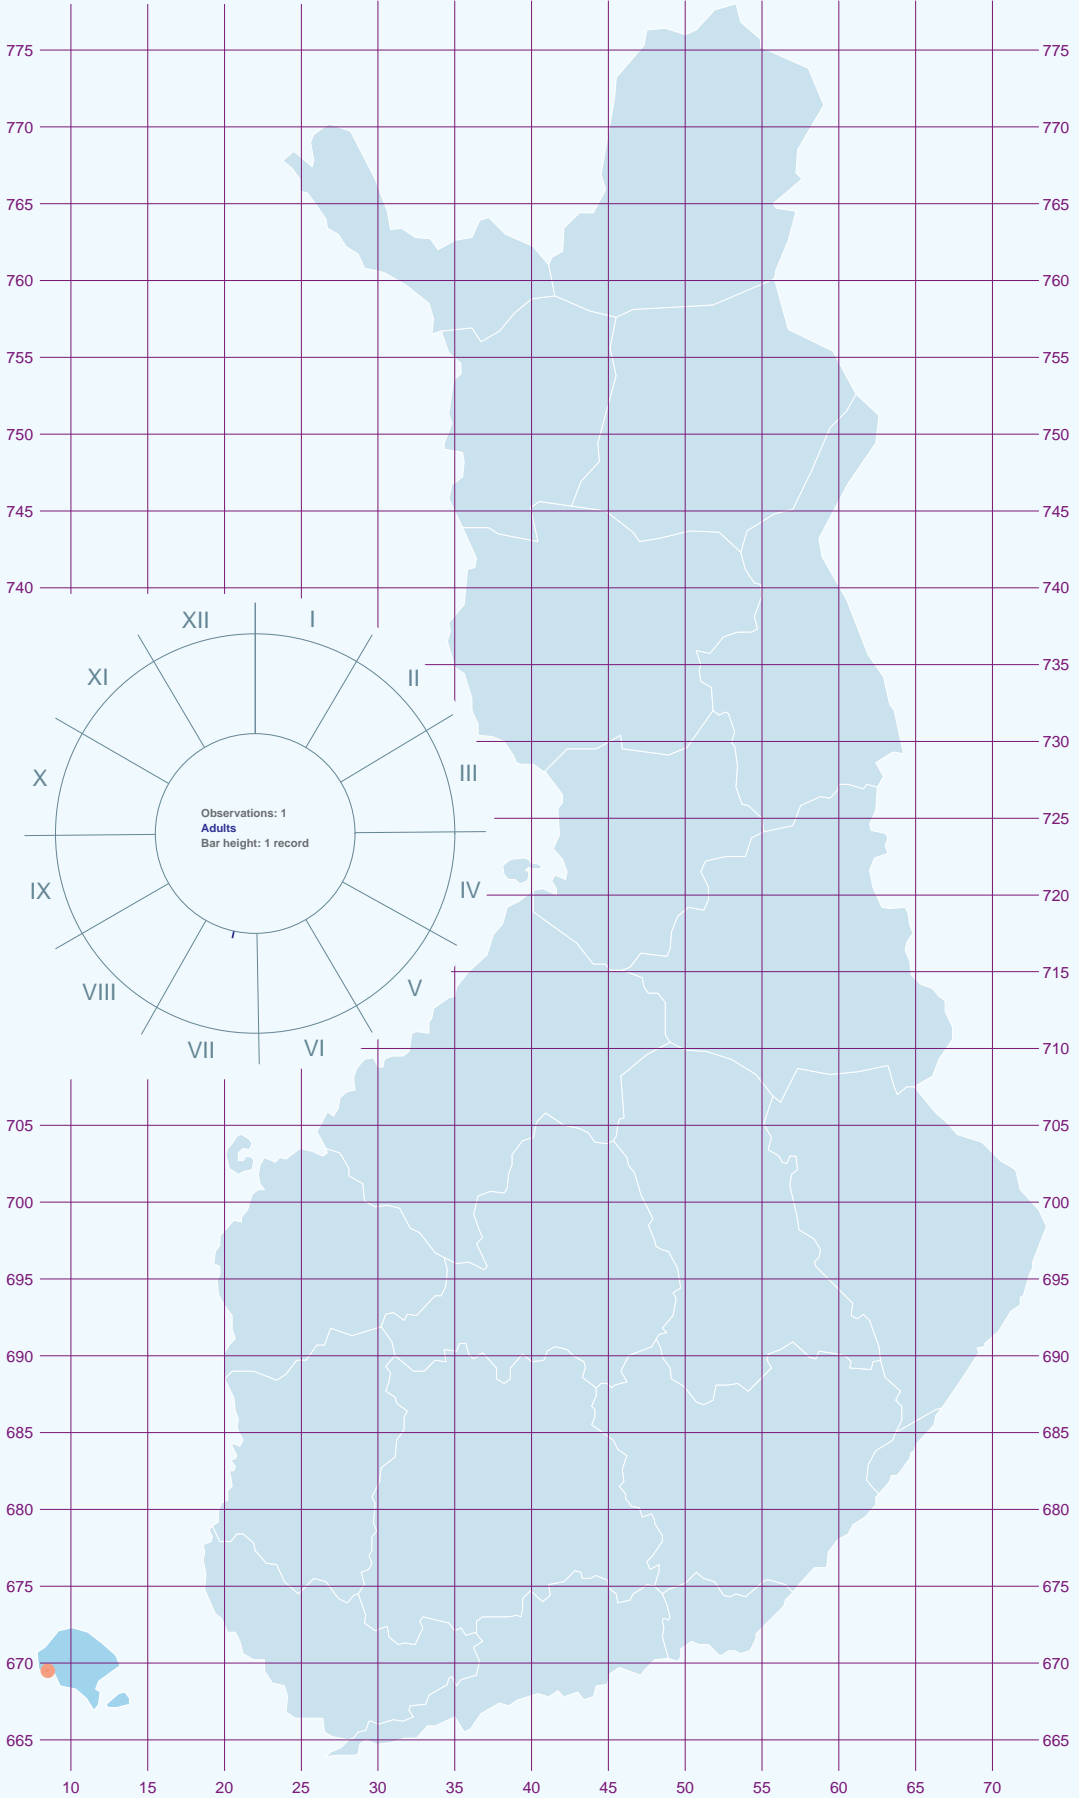 775 775
770 770
765 765
760 760
755 755
750 750
745 745
740 740
XII I
XI II
735
730
X III
Observations: 1
Adults
Bar height: 1 record
725
IX IV
720
VIII V
715
VII VI
710
705 705
700 700
695 695
690 690
685 685
680 680
675 675
670 670
665 665
10 15 20 25 30 35 40 45 50 55 60 65 70